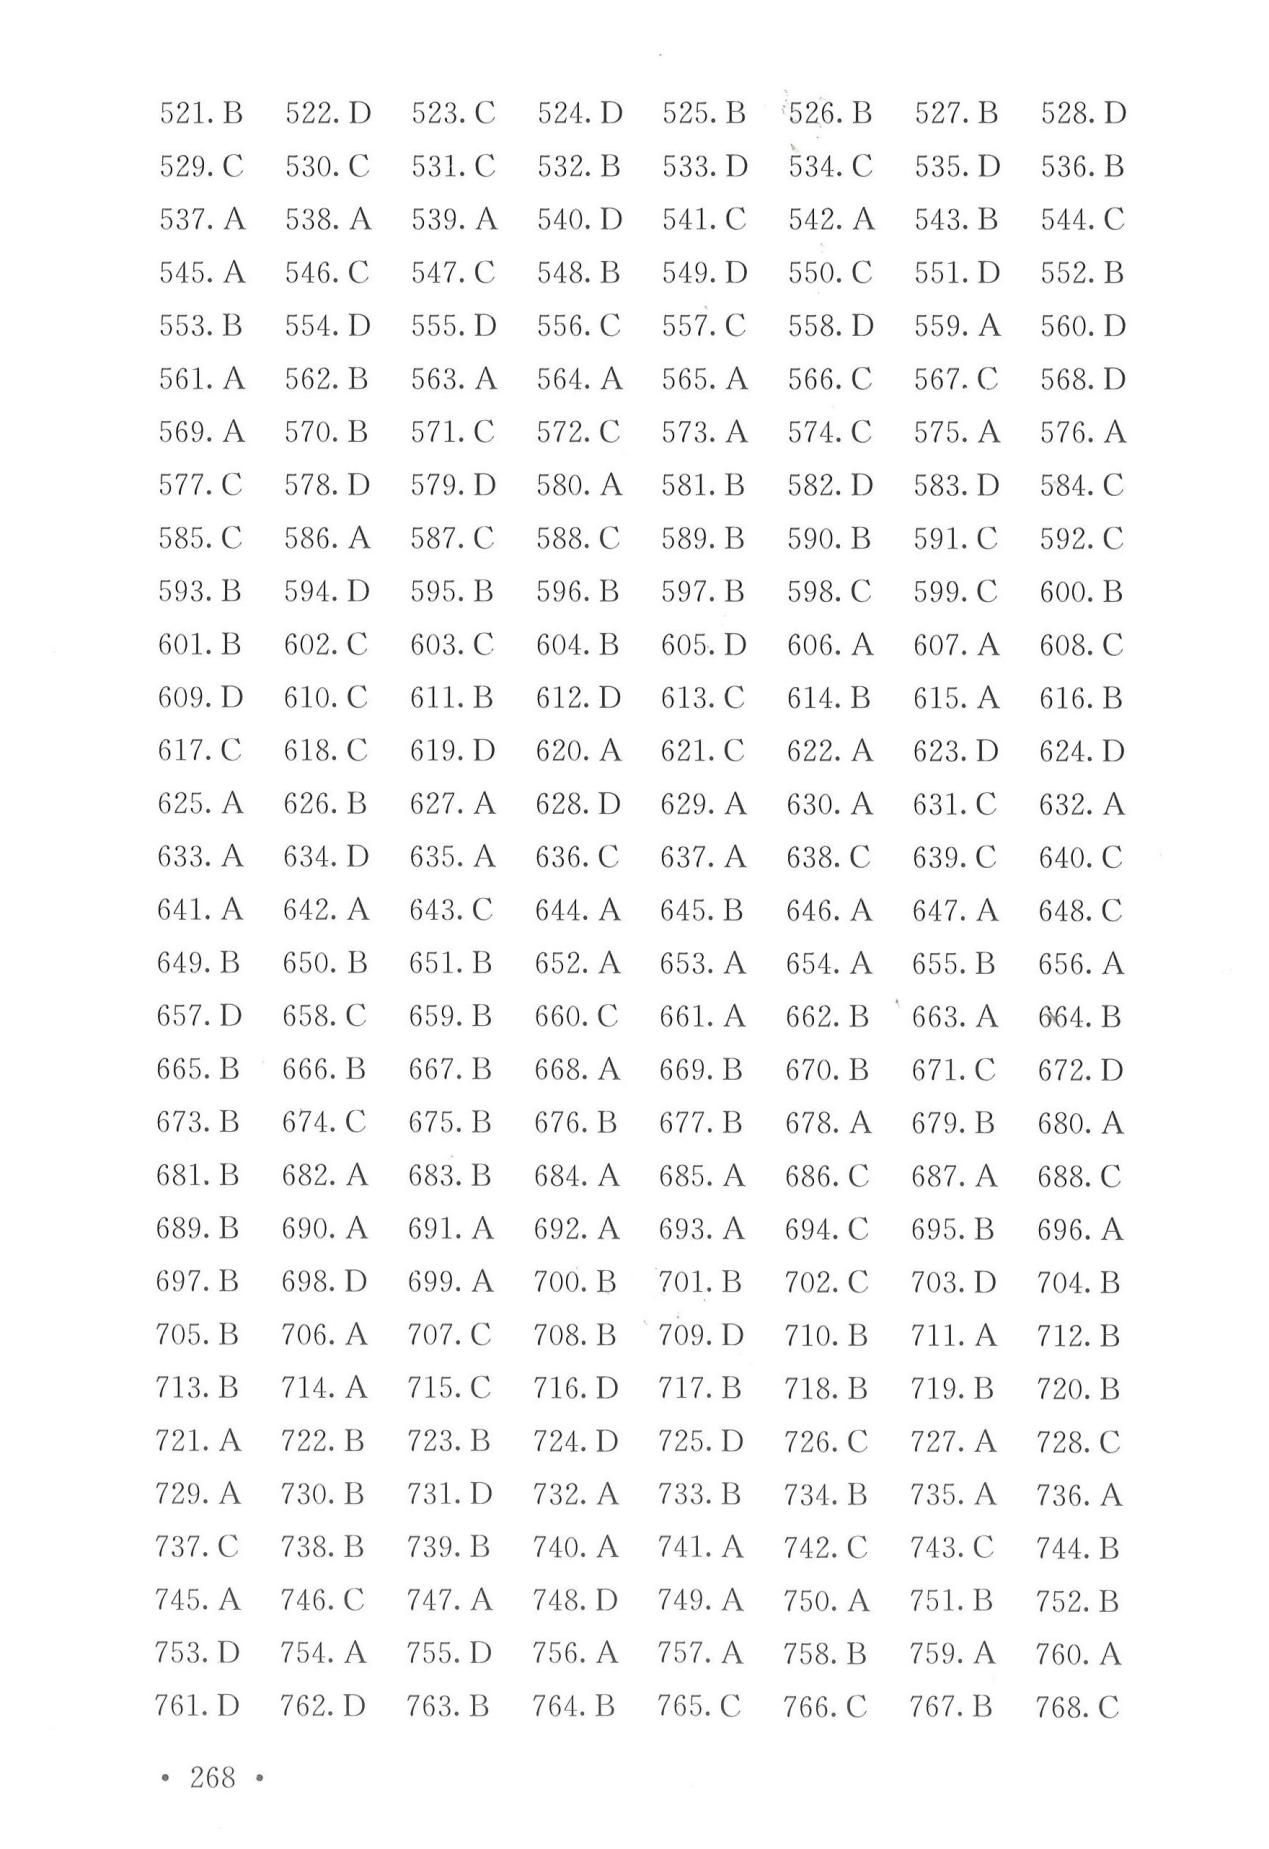 521. B 522. D 523. C 524. D 525. B 526. B 527. B 528. D
529. C 530. C 531. C 532. B 533. D 534. C 535. D 536. B
537. A 538. A 539. A 540. D 541. C 542. A 543. B 544. C
545. A 546. C 547. C 548. B 549. D 550. C 551. D 552. B
553. B 554. D 555. D 556. C 557. C 558. D 559. A 560. D
561. A 562. B 563. A 564. A 565. A 566. C 567. C 568. D
569. A 570. B 571. C 572. C 573. A 574. C 575. A 576. A
577. C 578. D 579. D 580. A 581. B 582. D 583. D 584. C
585. C 586. A 587. C 588. C 589. B 590. B 591. C 592. C
593. B 594. D 595. B 596. B 597. B 598. C 599. C 600. B
601. B 602. C 603. C 604. B 605. D 606. A 607. A 608. C
609. D 610. C 611. B 612. D 613. C 614. B 615. A 616. B
617. C 618. C 619. D 620. A 621. C 622. A 623. D 624. D
625. A 626. B 627. A 628. D 629. A 630. A 631. C 632. A
633. A 634. D 635. A 636. C 637. A 638. C 639. C 640. C
641. A 642. A 643. C 644. A 645. B 646. A 647. A 648. C
649. B 650. B 651. B 652. A 653. A 654. A 655. B 656. A
657. D 658. C 659. B 660. C 661. A 662. B 663. A 664. B
665. B 666. B 667. B 668. A 669. B 670. B 671. C 672. D
673. B 674. C 675. B 676. B 677. B 678. A 679. B 680. A
681. B 682. A 683. B 684. A 685. A 686. C 687. A 688. C
689. B 690. A 691. A 692. A 693. A 694. C 695. B 696. A
697. B 698. D 699. A 700. B 701. B 702. C 703. D 704. B
705. B 706. A 707. C 708. B 709. D 710. B 711. A 712. B
713. B 714. A 715. C 716. D 717. B 718. B 719. B 720. B
721. A 722. B 723. B 724. D 725. D 726. C 727. A 728. C
729. A 730. B 731. D 732. A 733. B 734. B 735. A 736. A
737. C 738. B 739. B 740. A 741. A 742. C 743. C 744. B
745. A 746. C 747. A 748. D 749. A 750. A 751. B 752. B
753. D 754. A 755. D 756. A 757. A 758. B 759. A 760. A
761. D 762. D 763. B 764. B 765. C 766. C 767. B 768. C
• 268 •